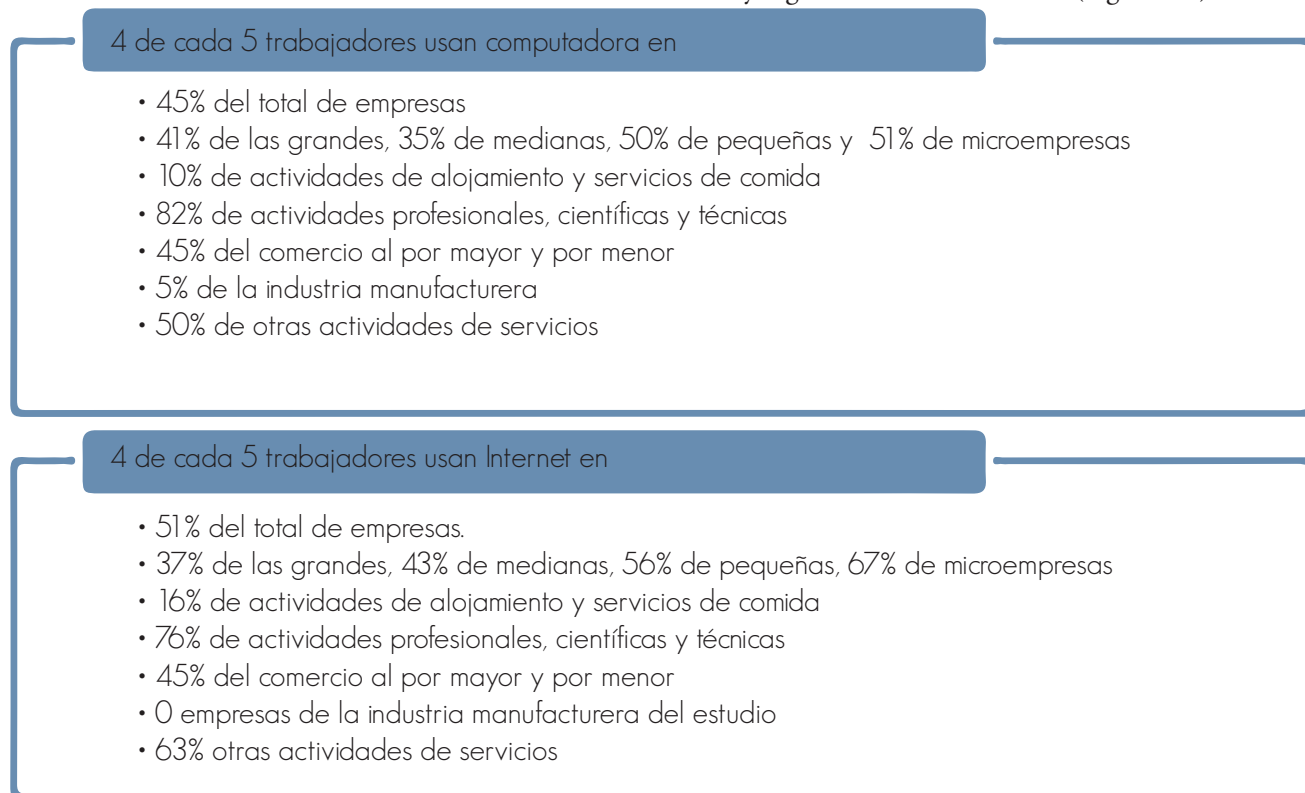 4 de cada 5 trabajadores usan computadora en
• 45% del total de empresas
• 41% de las grandes, 35% de medianas, 50% de pequeñas y 51% de microempresas
• 10% de actividades de alojamiento y servicios de comida
• 82% de actividades profesionales, científicas y técnicas
• 45% del comercio al por mayor y por menor
• 5% de la industria manufacturera
• 50% de otras actividades de servicios
4 de cada 5 trabajadores usan Internet en
• 51% del total de empresas.
• 37% de las grandes, 43% de medianas, 56% de pequeñas, 67% de microempresas
• 16% de actividades de alojamiento y servicios de comida
• 76% de actividades profesionales, científicas y técnicas
• 45% del comercio al por mayor y por menor
• 0 empresas de la industria manufacturera del estudio
• 63% otras actividades de servicios